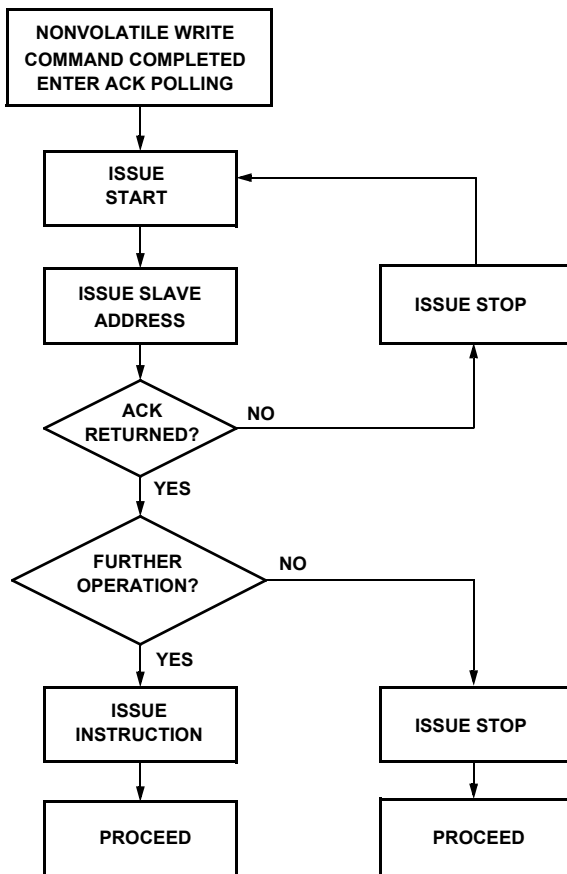 NONVOLATILE WRITE
COMMAND COMPLETED
ENTER ACK POLLING
ISSUE
START
ISSUE SLAVE
ADDRESS
ISSUE STOP
ACK
RETURNED?
NO
YES
FURTHER
OPERATION?
NO
YES
ISSUE
INSTRUCTION
ISSUE STOP
PROCEED
PROCEED